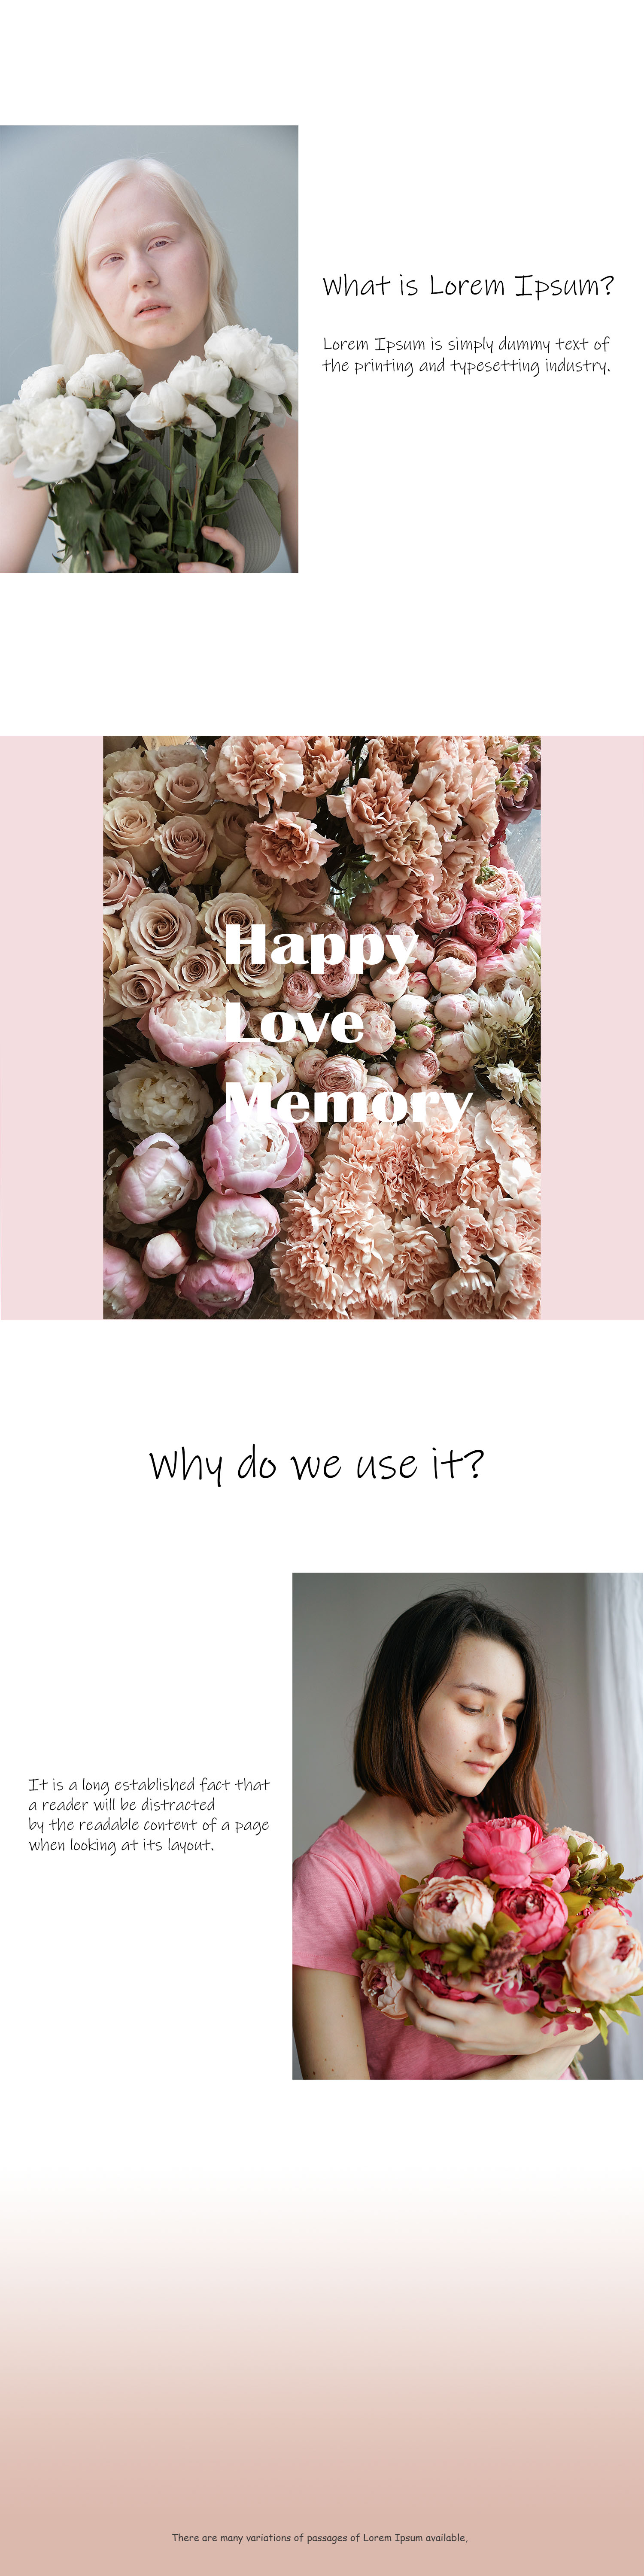 What is Lorem Ipsum?
Lorem Ipsum is simply dummy text of
the printing and typesetting industry.
Happy
Love
Memory
Why do we use it?
It is a long established fact that
a reader will be distracted
by the readable content of a page
when looking at its layout.
There are many variations of passages of Lorem Ipsum available,